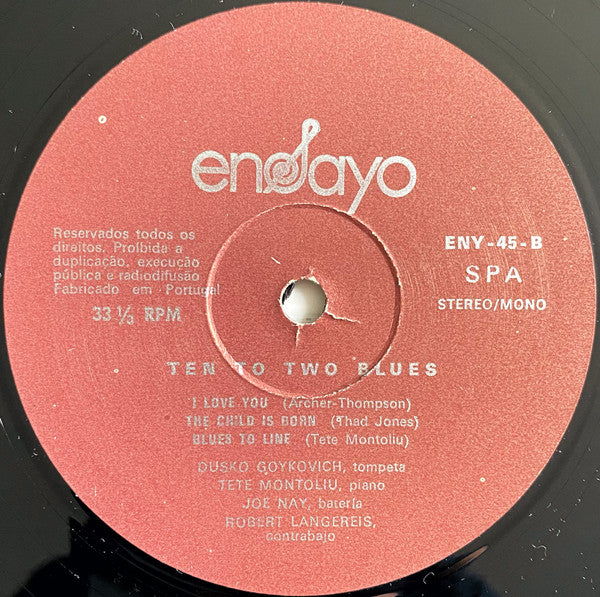 ensayo
Reservados todos os
direitos. Proibida a
duplicação, execução
pública e radiodifusão
Fabricado em Portugal
33 1/3 RPM
ENY-45-B
SPA
STEREO/MONO
TEN TO TWO BLUES
I LOVE YOU (Archer-Thompson)
THE CHILD IS BORN (Thad Jones)
BLUES TO LINE (Tete Montoliu)
DUSKO GOYKOVICH, tompeta
TETE MONTOLIU, piano
JOE NAY, batería
ROBERT LANGEREIS,
contrabajo